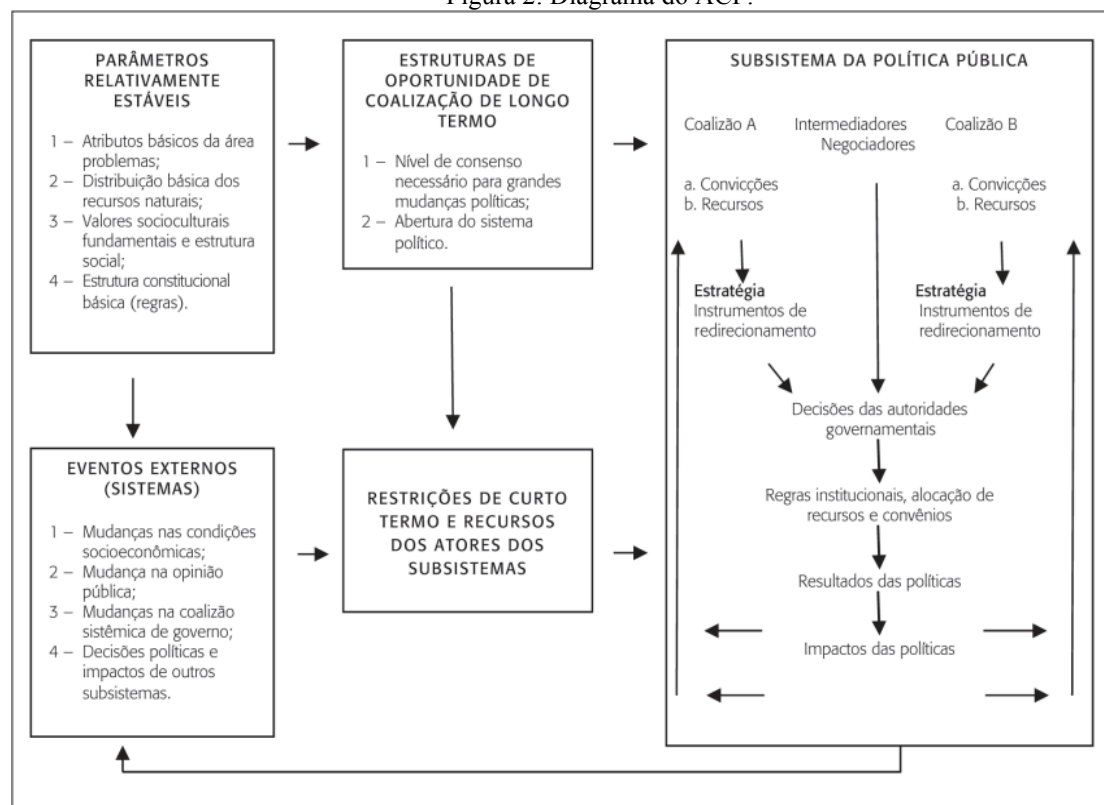 Figura 2: Diagrama do ACF.
PARÂMETROS
RELATIVAMENTE
ESTÁVEIS
1 – Atributos básicos da área
problemas;
2 – Distribuição básica dos
recursos naturais;
3 – Valores socioculturais
fundamentais e estrutura
social;
4 – Estrutura constitucional
básica (regras).
ESTRUTURAS DE
OPORTUNIDADE DE
COALIZAÇÃO DE LONGO
TERMO
1 – Nível de consenso
necessário para grandes
mudanças políticas;
2 – Abertura do sistema
político.
SUBSISTEMA DA POLÍTICA PÚBLICA
Coalizão A
Intermediadores
Negociadores
Coalizão B
a. Convicções
b. Recursos
a. Convicções
b. Recursos
Estratégia
Instrumentos de
redirecionamento
Estratégia
Instrumentos de
redirecionamento
Decisões das autoridades
governamentais
Regras institucionais, alocação de
recursos e convênios
Resultados das políticas
Impactos das políticas
EVENTOS EXTERNOS
(SISTEMAS)
1 – Mudanças nas condições
socioeconômicas;
2 – Mudança na opinião
pública;
3 – Mudanças na coalizão
sistêmica de governo;
4 – Decisões políticas e
impactos de outros
subsistemas.
RESTRIÇÕES DE CURTO
TERMO E RECURSOS
DOS ATORES DOS
SUBSISTEMAS